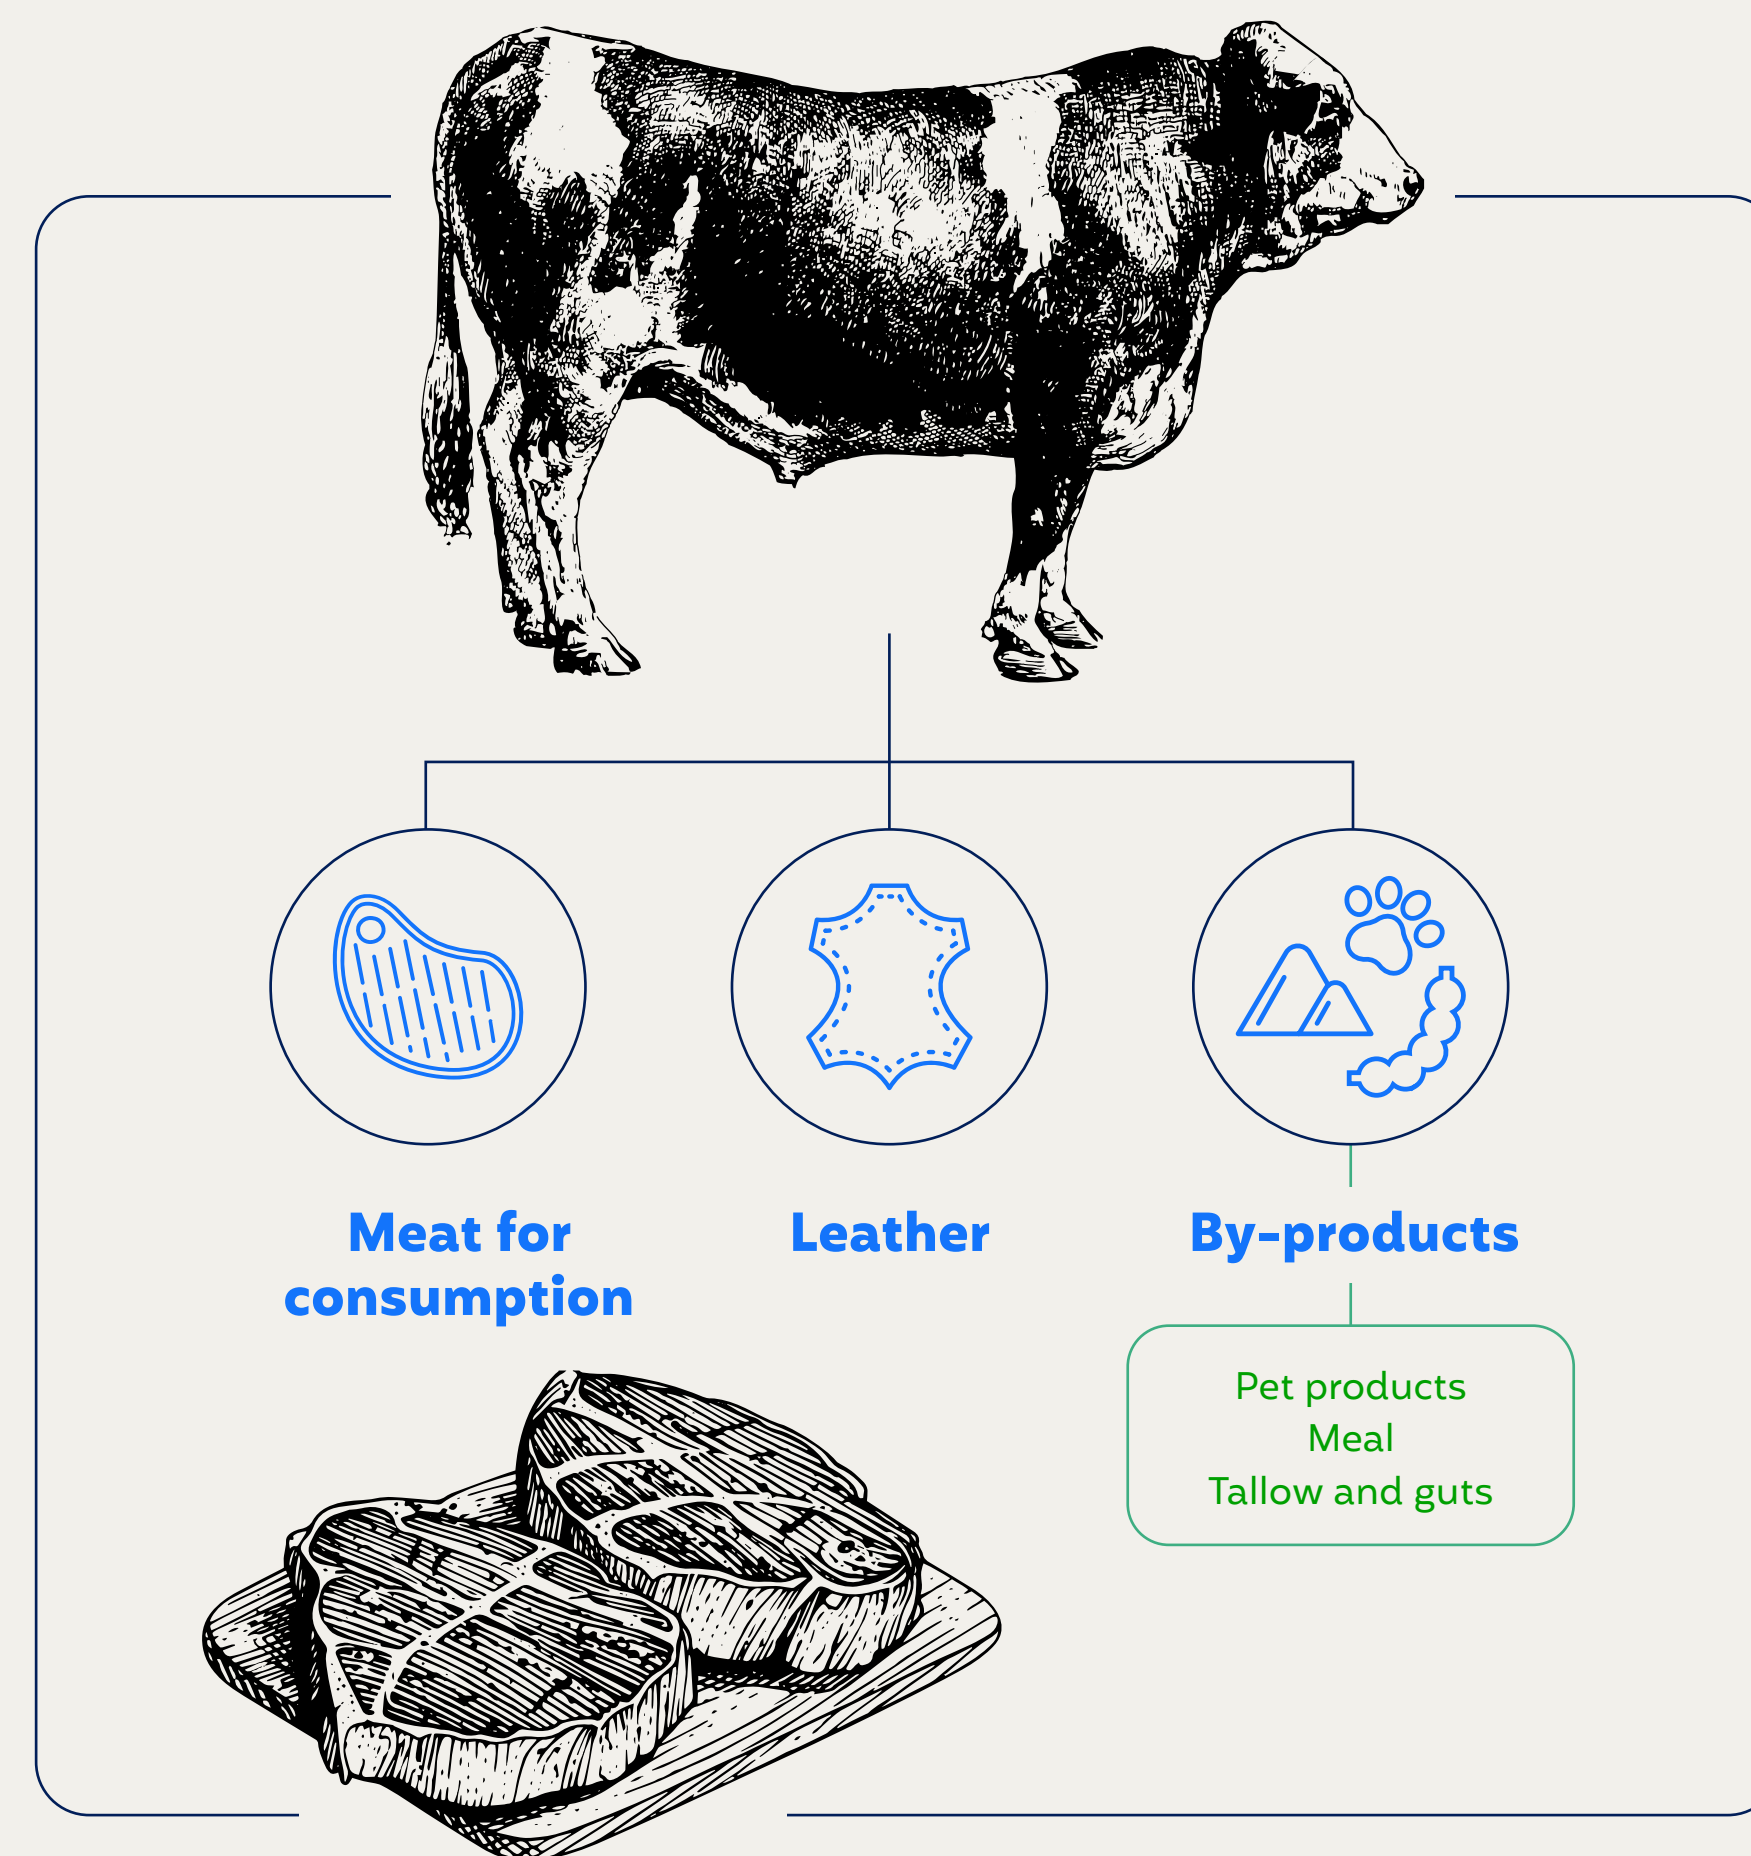 Meat for
consumption
Leather
By-products
Pet products
Meal
Tallow and guts